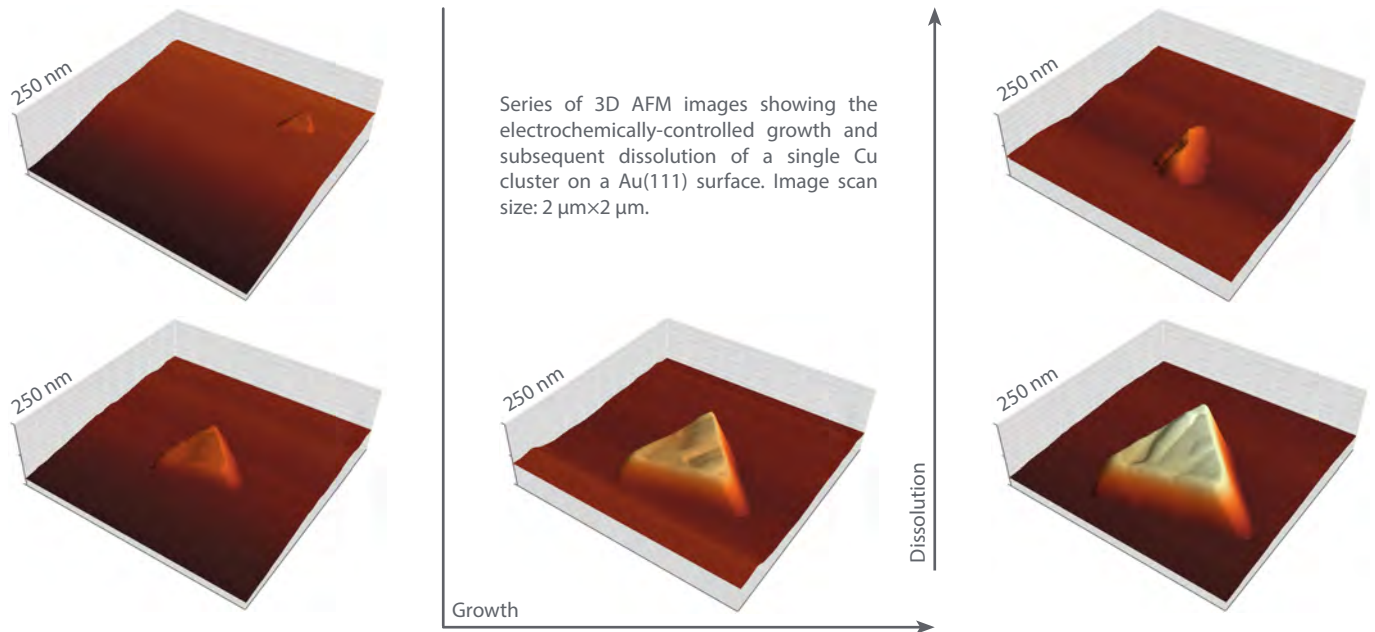 250 nm
Series of 3D AFM images showing the
electrochemically-controlled growth and
subsequent dissolution of a single Cu
cluster on a Au(111) surface. Image scan
size: 2 μm×2 μm.
250 nm
250 nm
250 nm
250 nm
Dissolution
Growth